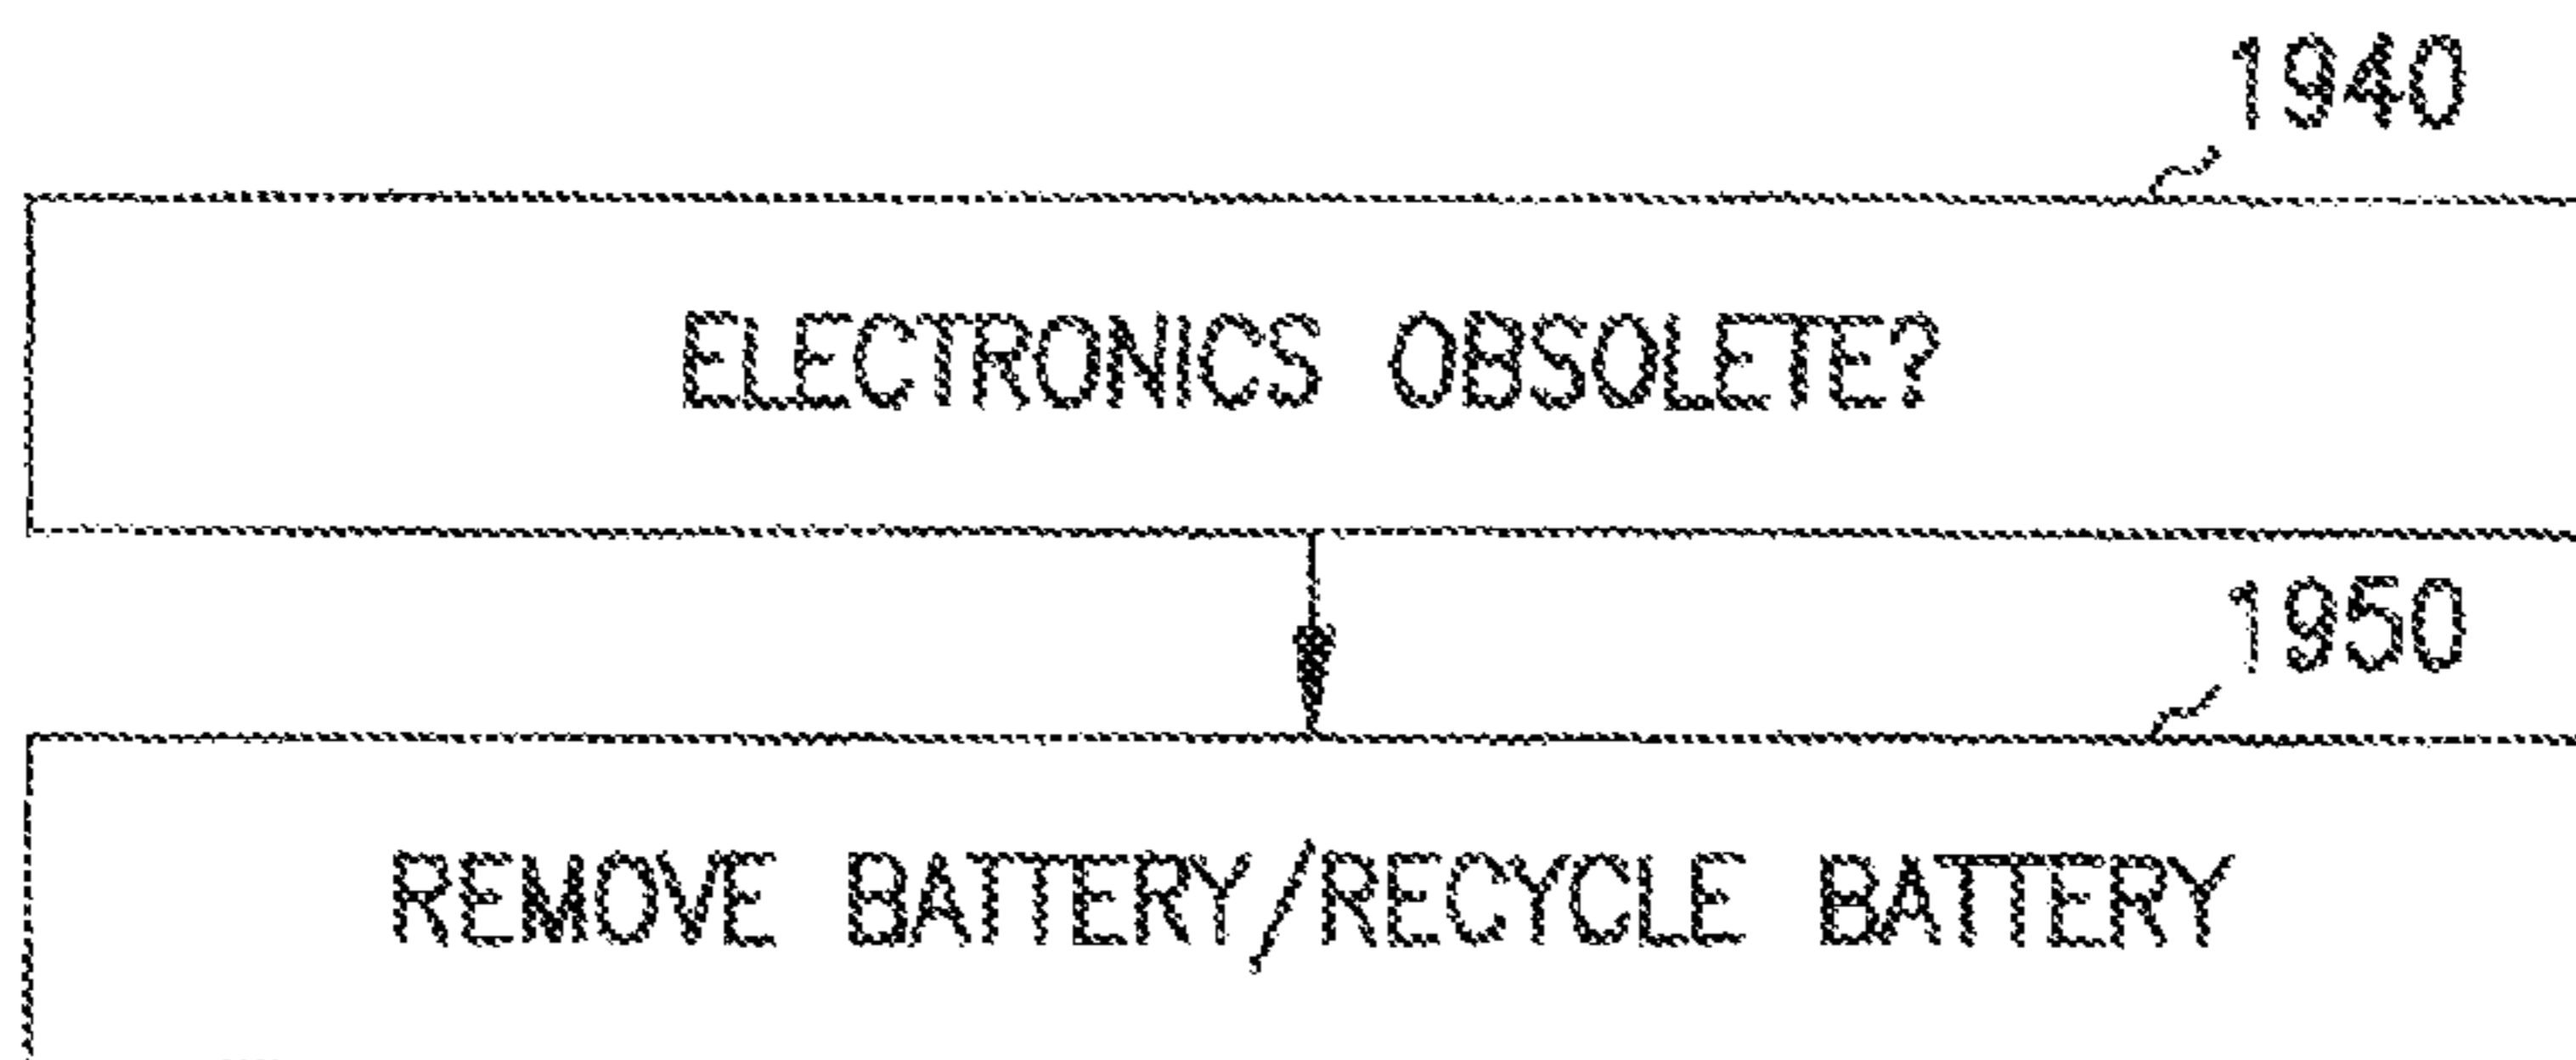 1940
ELECTRONICS OBSOLETE?
1950
REMOVE BATTERY/RECYCLE BATTERY